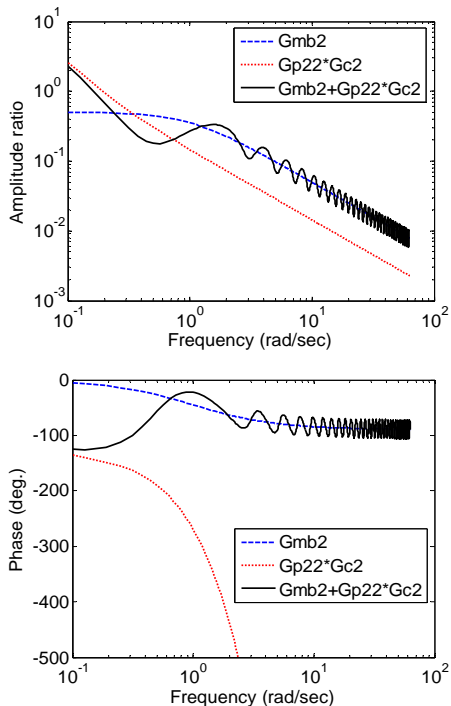 10^1
10^0
10^-1
10^-2
10^-3
Amplitude ratio
Gmb2
Gp22*Gc2
Gmb2+Gp22*Gc2
10^-1
10^0
10^1
10^2
Frequency (rad/sec)
0
-100
-200
-300
-400
-500
Phase (deg.)
Gmb2
Gp22*Gc2
Gmb2+Gp22*Gc2
10^-1
10^0
10^1
10^2
Frequency (rad/sec)